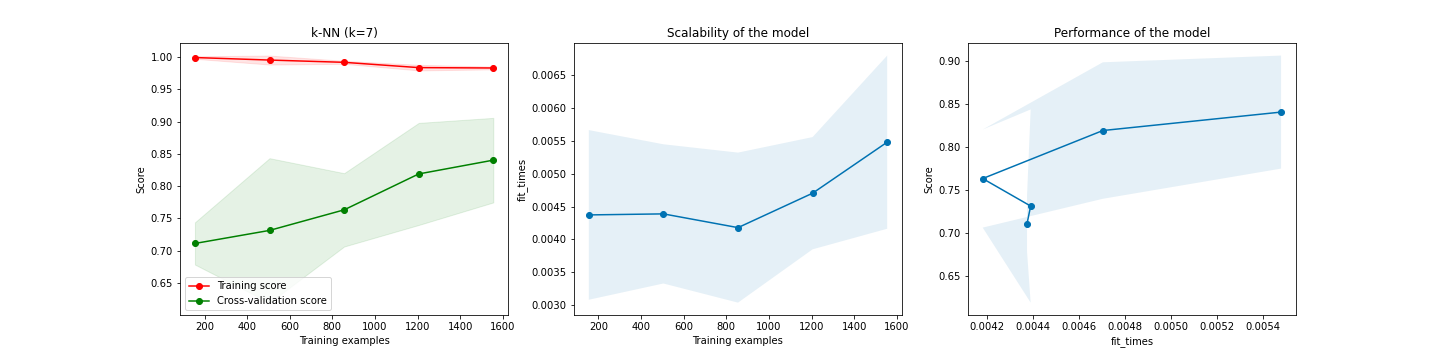 k-NN (k=7)
1.00
0.95
0.90
0.85
0.80
0.75
0.70
0.65
Score
Training score
Cross-validation score
200 400 600 800 1000 1200 1400 1600
Training examples
Scalability of the model
0.0065
0.0060
0.0055
0.0050
0.0045
0.0040
0.0035
0.0030
fit_times
200 400 600 800 1000 1200 1400 1600
Training examples
Performance of the model
0.90
0.85
0.80
0.75
0.70
0.65
Score
0.0042 0.0044 0.0046 0.0048 0.0050 0.0052 0.0054
fit_times